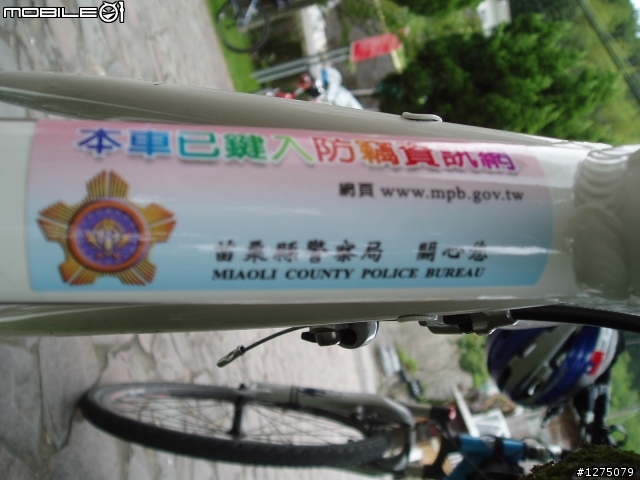 MOBILE01
本車已鍵入防竊資訊網
網頁 www.mpb.gov.tw
苗栗縣警察局 關心您
MIAOLI COUNTY POLICE BUREAU
#1275079